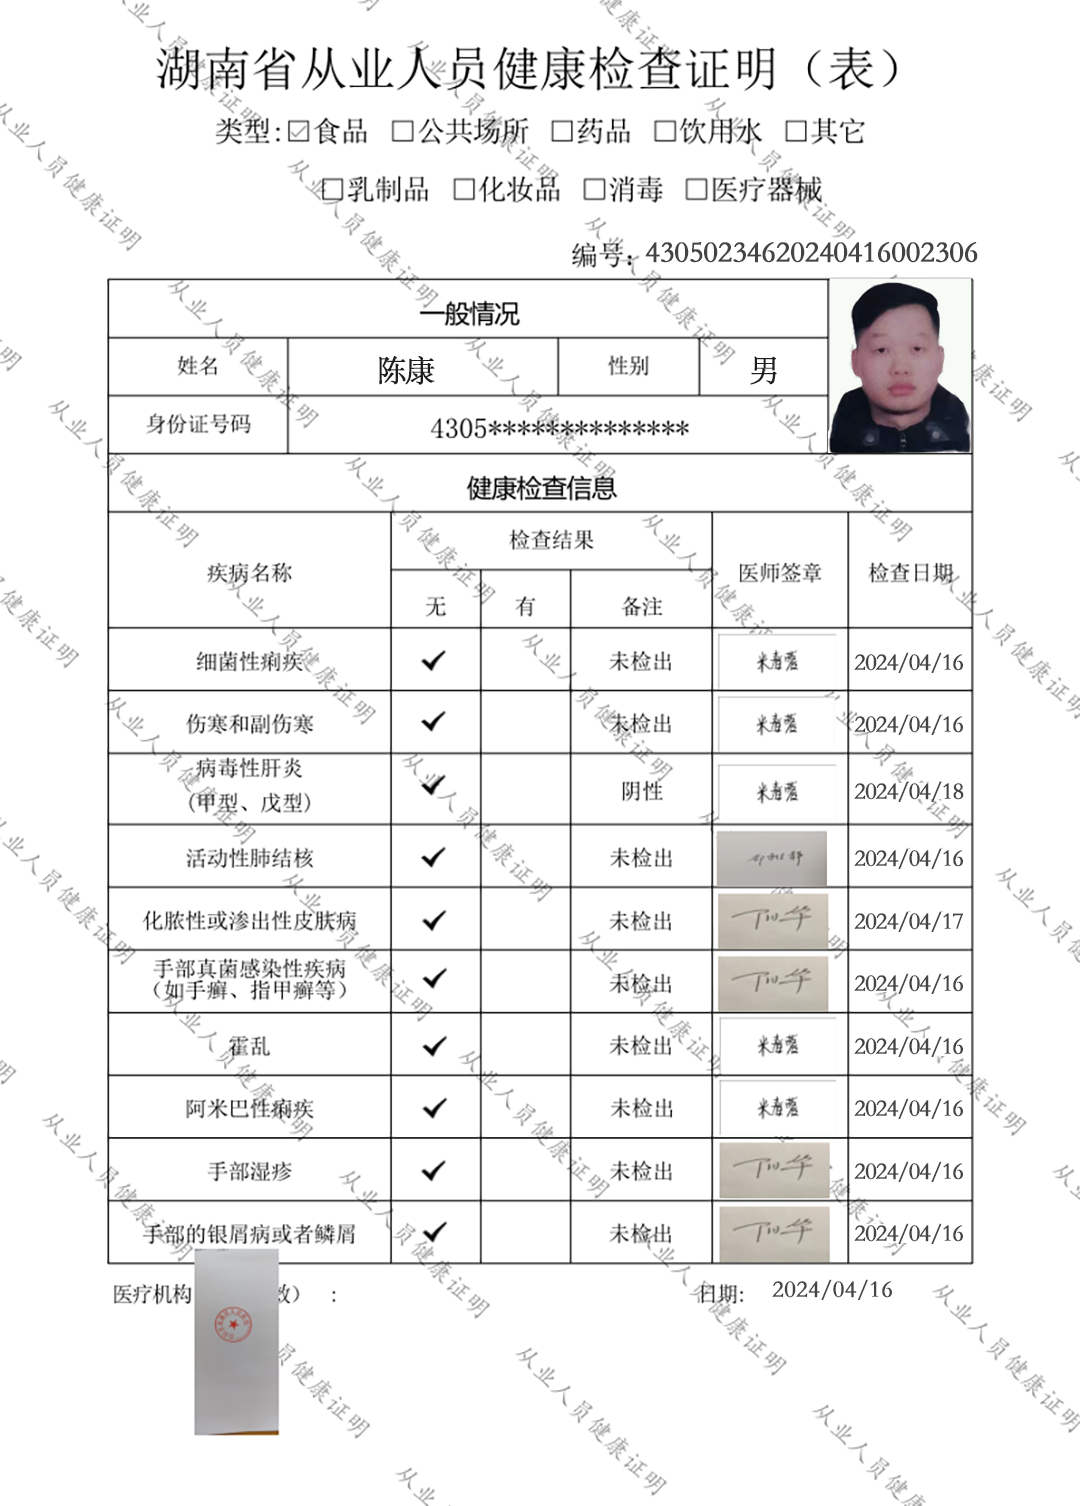 湖南省从业人员健康检查证明（表）
类型:☑食品 □公共场所 □药品 □饮用水 □其它
□乳制品 □化妆品 □消毒 □医疗器械
编号: 43050234620240416002306
一般情况
姓名 陈康 性别 男
身份证号码 4305**************
健康检查信息
疾病名称 检查结果 医师签章 检查日期
无 有 备注
细菌性痢疾 ✓ 未检出 2024/04/16
伤寒和副伤寒 ✓ 未检出 2024/04/16
病毒性肝炎
(甲型、戊型) ✓ 阴性 2024/04/18
活动性肺结核 ✓ 未检出 2024/04/16
化脓性或渗出性皮肤病 ✓ 未检出 2024/04/17
手部真菌感染性疾病
（如手癣、指甲癣等） ✓ 未检出 2024/04/16
霍乱 ✓ 未检出 2024/04/16
阿米巴性痢疾 ✓ 未检出 2024/04/16
手部湿疹 ✓ 未检出 2024/04/16
手部的银屑病或者鳞屑 ✓ 未检出 2024/04/16
医疗机构 效） : 日期: 2024/04/16
从业人员健康证明